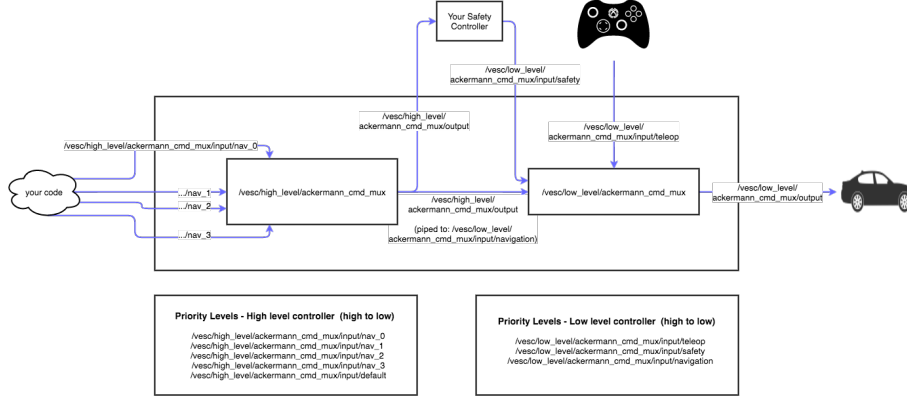 Your Safety
Controller
/vesc/low_level/
ackermann_cmd_mux/input/safety
/vesc/high_level/
ackermann_cmd_mux/output
/vesc/low_level/
ackermann_cmd_mux/input/teleop
/vesc/high_level/ackermann_cmd_mux/input/nav_0
your code
.../nav_1
.../nav_2
.../nav_3
/vesc/high_level/ackermann_cmd_mux
/vesc/high_level/
ackermann_cmd_mux/output
(piped to: /vesc/low_level/
ackermann_cmd_mux/input/navigation)
/vesc/low_level/ackermann_cmd_mux
/vesc/low_level/
ackermann_cmd_mux/output
Priority Levels - High level controller (high to low)
/vesc/high_level/ackermann_cmd_mux/input/nav_0
/vesc/high_level/ackermann_cmd_mux/input/nav_1
/vesc/high_level/ackermann_cmd_mux/input/nav_2
/vesc/high_level/ackermann_cmd_mux/input/nav_3
/vesc/high_level/ackermann_cmd_mux/input/default
Priority Levels - Low level controller (high to low)
/vesc/low_level/ackermann_cmd_mux/input/teleop
/vesc/low_level/ackermann_cmd_mux/input/safety
/vesc/low_level/ackermann_cmd_mux/input/navigation